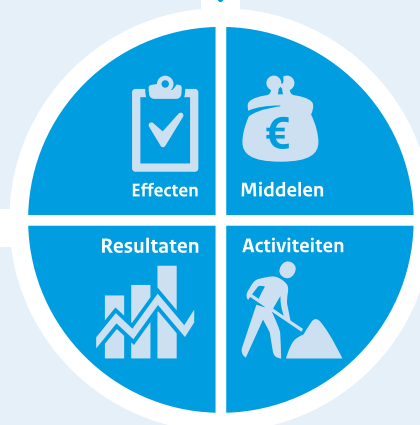 €
Effecten
Middelen
Resultaten
Activiteiten